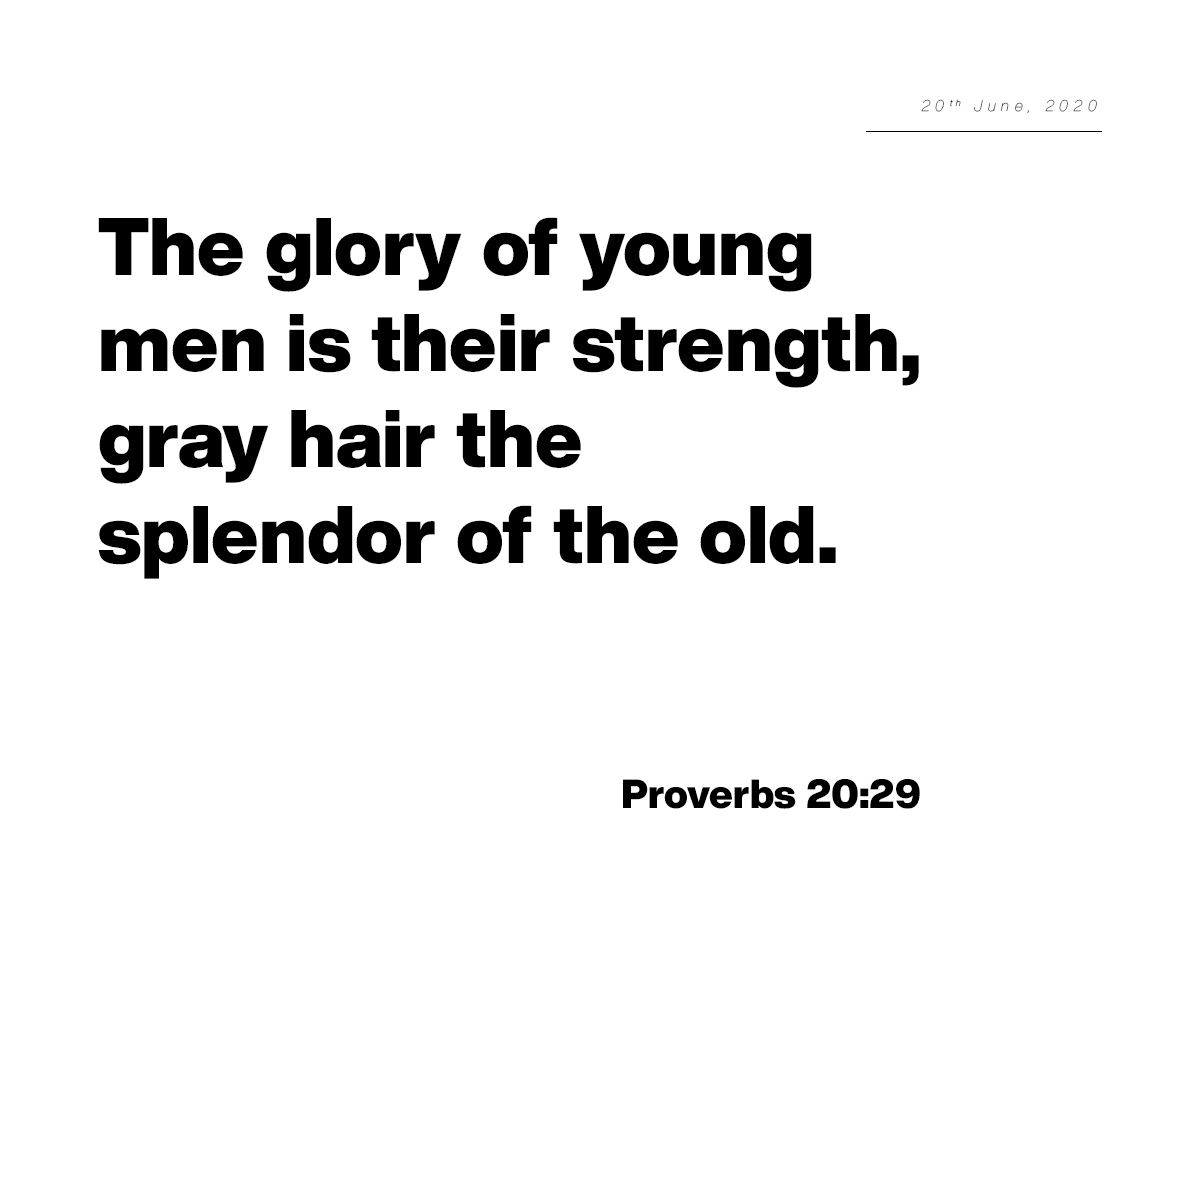 20th June, 2020
The glory of young
men is their strength,
gray hair the
splendor of the old.
Proverbs 20:29